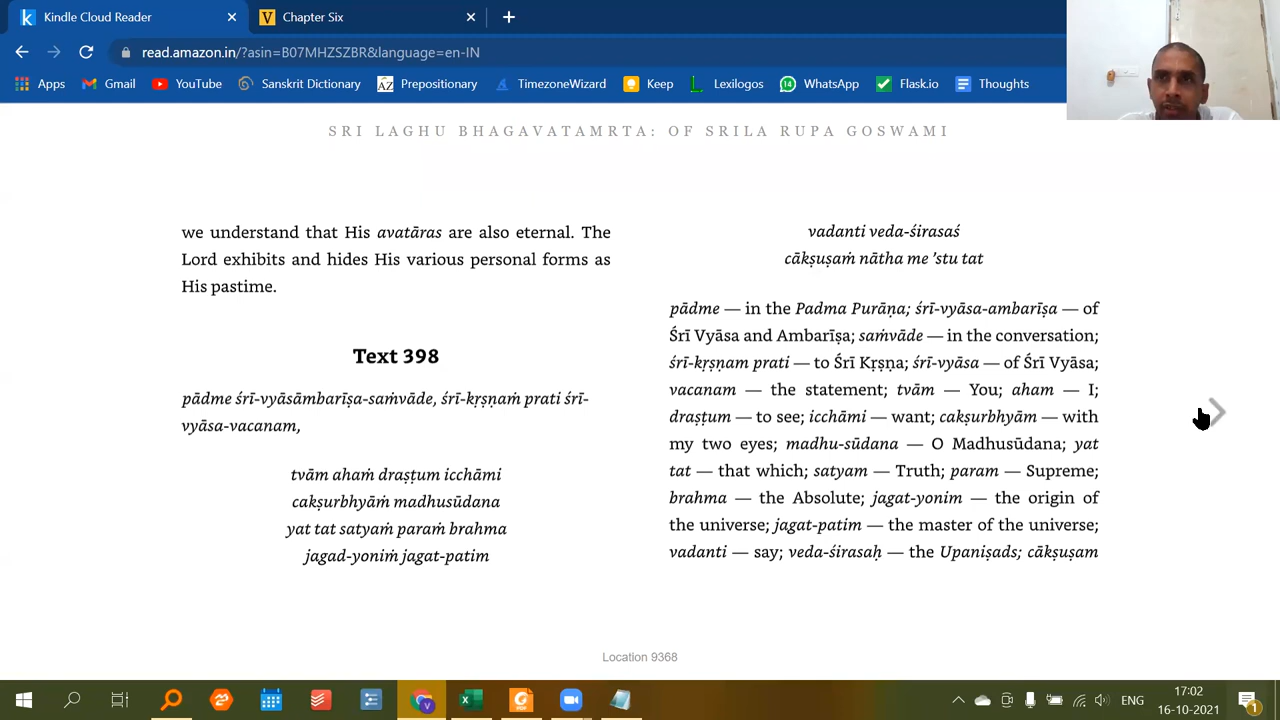 Kindle Cloud Reader
Chapter Six
read.amazon.in/?asin=B07MHZSZBR&language=en-IN
Apps Gmail YouTube Sanskrit Dictionary Prepositionary TimezoneWizard Keep Lexilogos WhatsApp Flask.io Thoughts
SRI LAGHU BHAGAVATAMRTA: OF SRILA RUPA GOSWAMI
we understand that His avatāras are also eternal. The
Lord exhibits and hides His various personal forms as
His pastime.
Text 398
pādme śrī-vyāsāmbarīṣa-saṁvāde, śrī-kṛṣṇaṁ prati śrī-
vyāsa-vacanam,
tvām ahaṁ draṣṭum icchāmi
cakṣurbhyāṁ madhusūdana
yat tat satyaṁ paraṁ brahma
jagad-yoniṁ jagat-patim
vadanti veda-śirasaś
cākṣuṣaṁ nātha me ’stu tat
pādme — in the Padma Purāṇa; śrī-vyāsa-ambarīṣa — of
Śrī Vyāsa and Ambarīṣa; saṁvāde — in the conversation;
śrī-kṛṣṇam prati — to Śrī Kṛṣṇa; śrī-vyāsa — of Śrī Vyāsa;
vacanam — the statement; tvām — You; aham — I;
draṣṭum — to see; icchāmi — want; cakṣurbhyām — with
my two eyes; madhu-sūdana — O Madhusūdana; yat
tat — that which; satyam — Truth; param — Supreme;
brahma — the Absolute; jagat-yonim — the origin of
the universe; jagat-patim — the master of the universe;
vadanti — say; veda-śirasaḥ — the Upaniṣads; cākṣuṣam
Location 9368
ENG
17:02
16-10-2021